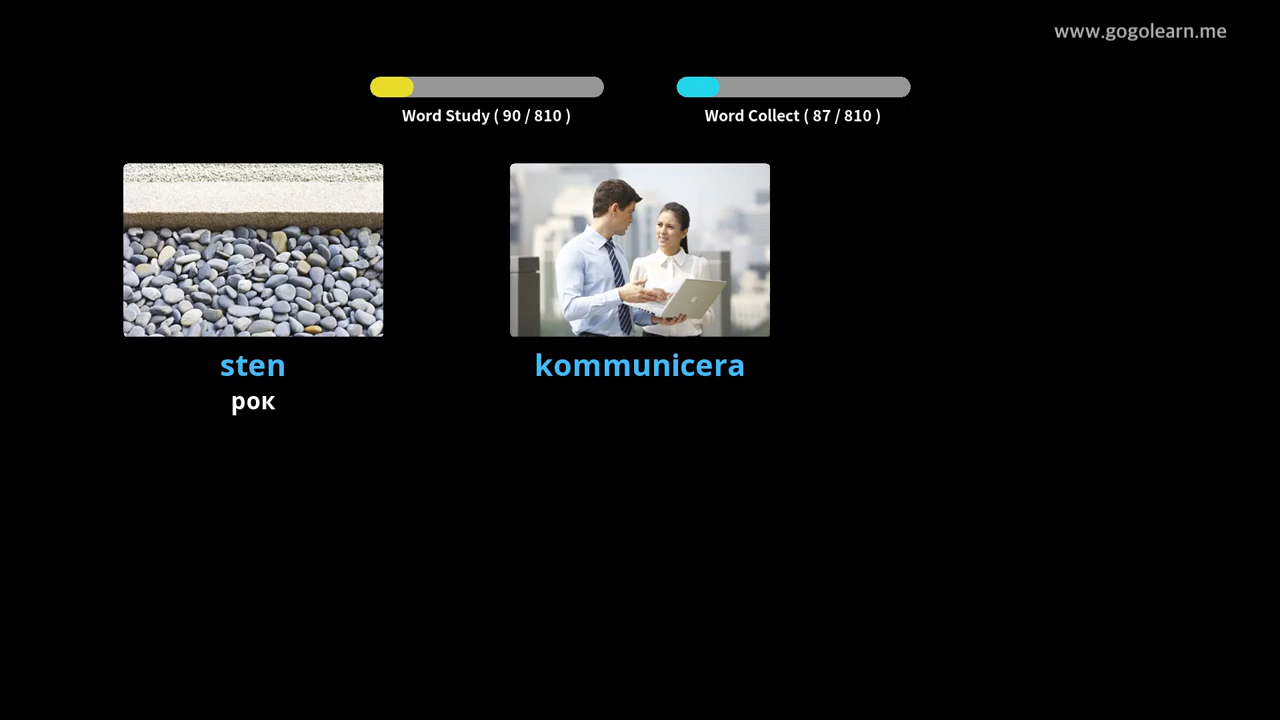 www.gogolearn.me
Word Study ( 90 / 810 )
Word Collect ( 87 / 810 )
sten
рок
kommunicera